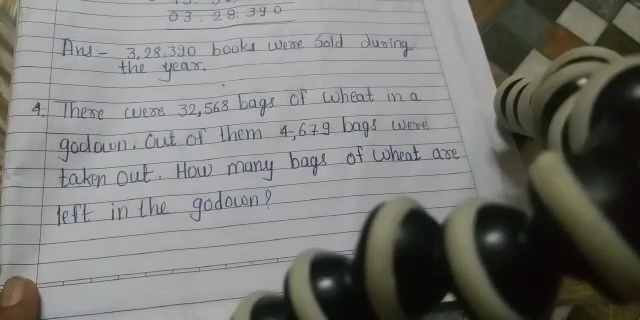 03.28.390
Ans - 3,28,390 books were sold during
the year.
4. There were 32,568 bags of wheat in a
godown. Out of them 4,679 bags were
taken out. How many bags of wheat are
left in the godown?